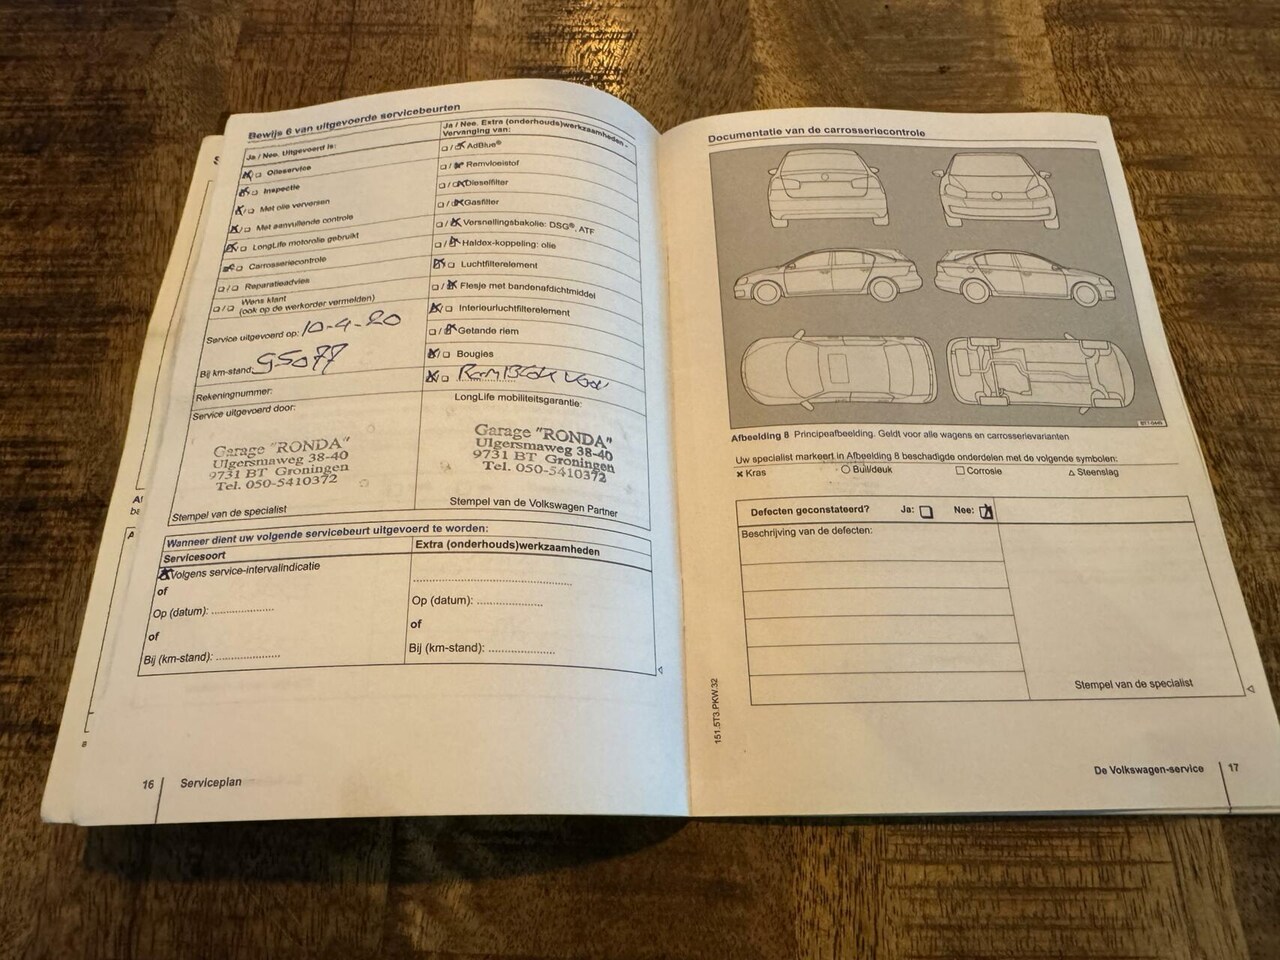 Bewijs 6 van uitgevoerde servicebeurten
Ja / Nee. Uitgevoerd is:
Olieservice
Inspectie
Met olie verversen
Met aanvullende controle
LongLife motorolie gebruikt
Carrosseriecontrole
Reparatieadvies
Wens klant
(ook op de werkorder vermelden)
Service uitgevoerd op: 10-4-20
Bij km-stand: 95077
Rekeningnummer:
Service uitgevoerd door:
Garage "RONDA"
Ulgersmaweg 38-40
9731 BT Groningen
Tel. 050-5410372
Stempel van de specialist
Ja / Nee. Extra (onderhouds)werkzaamheden -
Vervanging van:
AdBlue®
Remvloeistof
Dieselfilter
Gasfilter
Versnellingsbakolie: DSG®, ATF
Haldex-koppeling: olie
Luchtfilterelement
Flesje met bandenafdichtmiddel
Interieurluchtfilterelement
Getande riem
Bougies
LongLife mobiliteitsgarantie:
Garage "RONDA"
Ulgersmaweg 38-40
9731 BT Groningen
Tel. 050-5410372
Stempel van de Volkswagen Partner
Wanneer dient uw volgende servicebeurt uitgevoerd te worden:
Servicesoort
Volgens service-intervalindicatie
of
Op (datum): ....................
of
Bij (km-stand): ....................
Extra (onderhouds)werkzaamheden
Op (datum): ....................
of
Bij (km-stand): ....................
16
Serviceplan
Documentatie van de carrosseriecontrole
Afbeelding 8 Principeafbeelding. Geldt voor alle wagens en carrosserievarianten
Uw specialist markeert in Afbeelding 8 beschadigde onderdelen met de volgende symbolen:
× Kras ○ Buil/deuk □ Corrosie △ Steenslag
Defecten geconstateerd? Ja: Nee:
Beschrijving van de defecten:
Stempel van de specialist
151.5T3.PKW.32
De Volkswagen-service
17